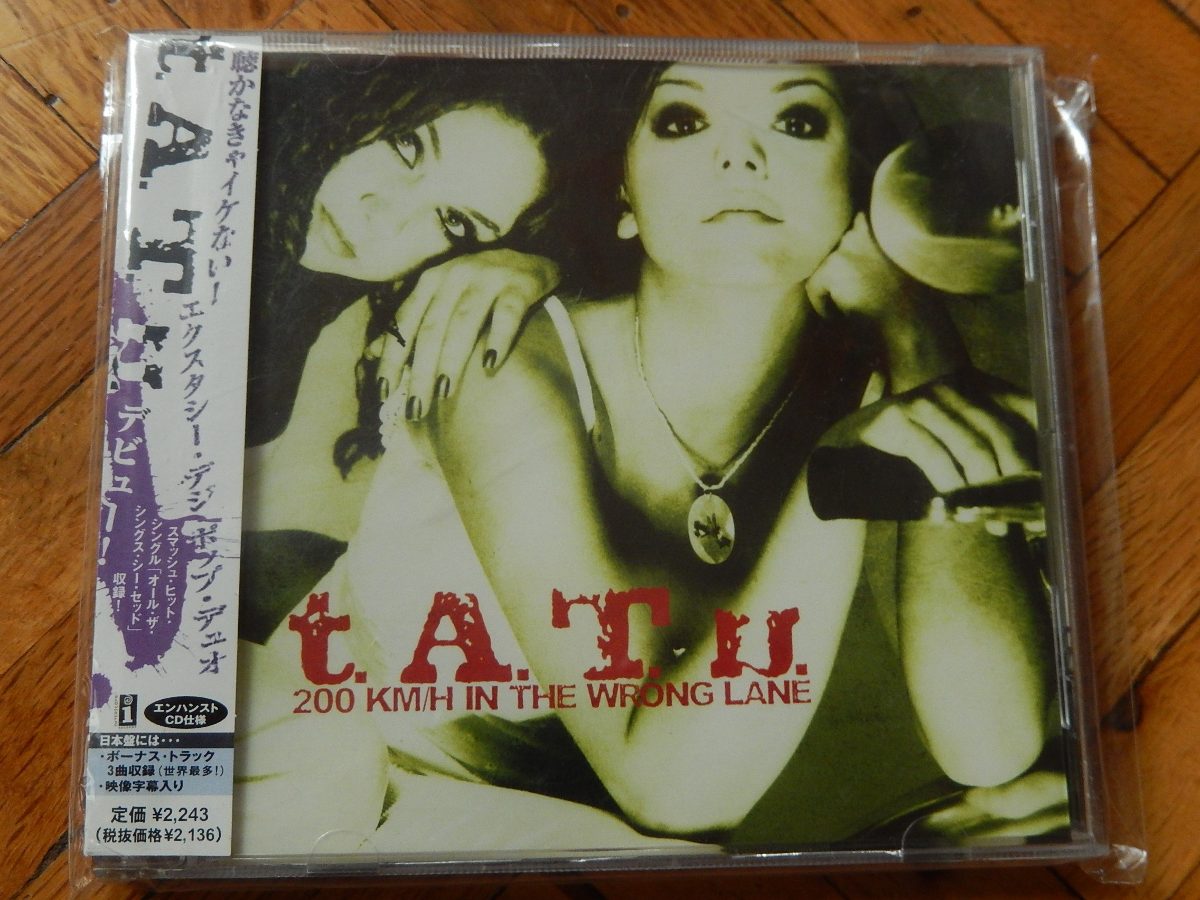 t.A.T.u.
聴かなきゃイケない!
エクスタシー・デジ・ポップ・デュオ
デビュー!
スマッシュ・ヒット・
シングル「オール・ザ・
シングス・シー・セッド」
収録!
i
エンハンスト
CD仕様
日本盤には・・・
・ボーナス・トラック
3曲収録(世界最多!)
・映像字幕入り
定価 ¥2,243
(税抜価格¥2,136)
t.A.T.u.
200 KM/H IN THE WRONG LANE